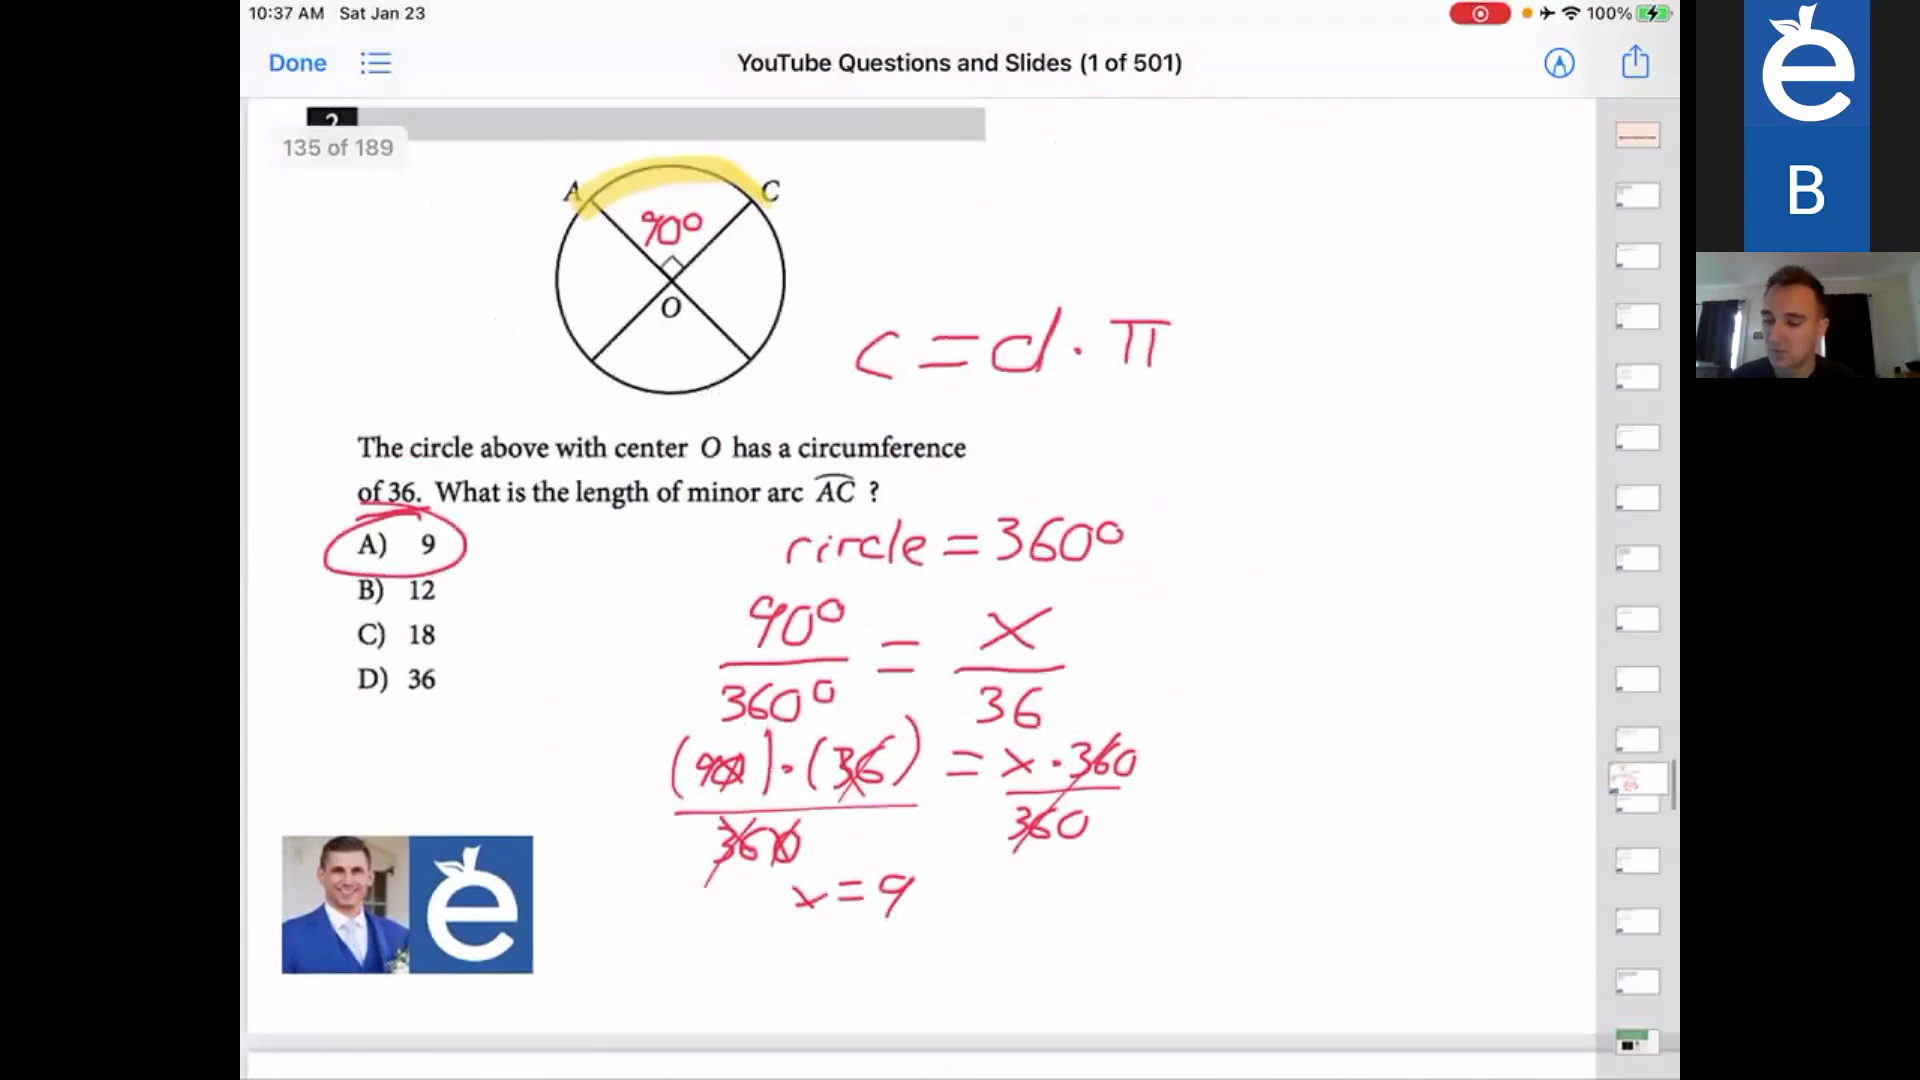 10:37 AM Sat Jan 23
100%
Done
YouTube Questions and Slides (1 of 501)
2
135 of 189
A
C
90°
O
c = d · π
The circle above with center O has a circumference
of 36. What is the length of minor arc AC ?
A) 9
B) 12
C) 18
D) 36
circle = 360°
90° / 360° = x / 36
(90) · (36) / 360 = x · 360 / 360
x = 9
e
e
B